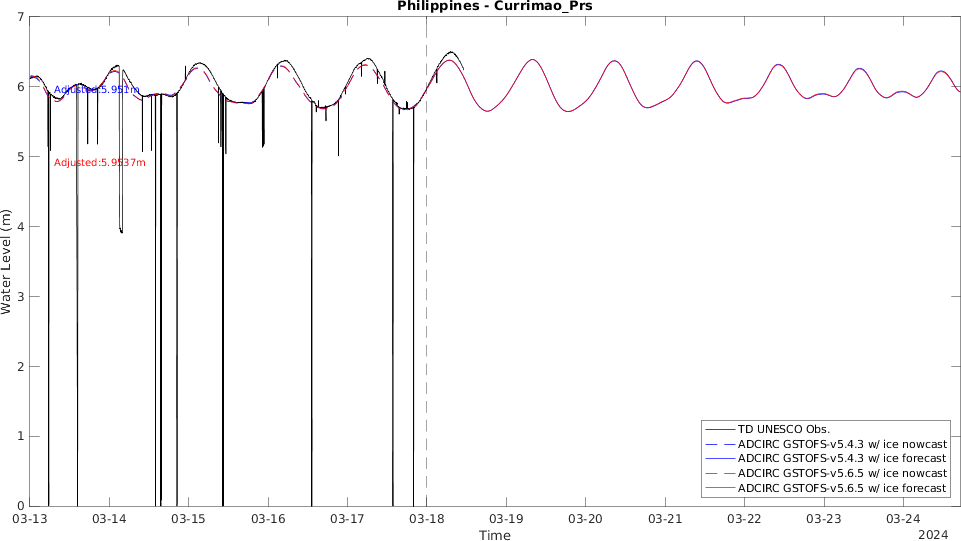 Philippines - Currimao_Prs
7
6
5
4
3
2
1
0
Water Level (m)
Adjusted:5.951m
Adjusted:5.9537m
TD UNESCO Obs.
ADCIRC GSTOFS-v5.4.3 w/ ice nowcast
ADCIRC GSTOFS-v5.4.3 w/ ice forecast
ADCIRC GSTOFS-v5.6.5 w/ ice nowcast
ADCIRC GSTOFS-v5.6.5 w/ ice forecast
03-13 03-14 03-15 03-16 03-17 03-18 03-19 03-20 03-21 03-22 03-23 03-24
Time
2024